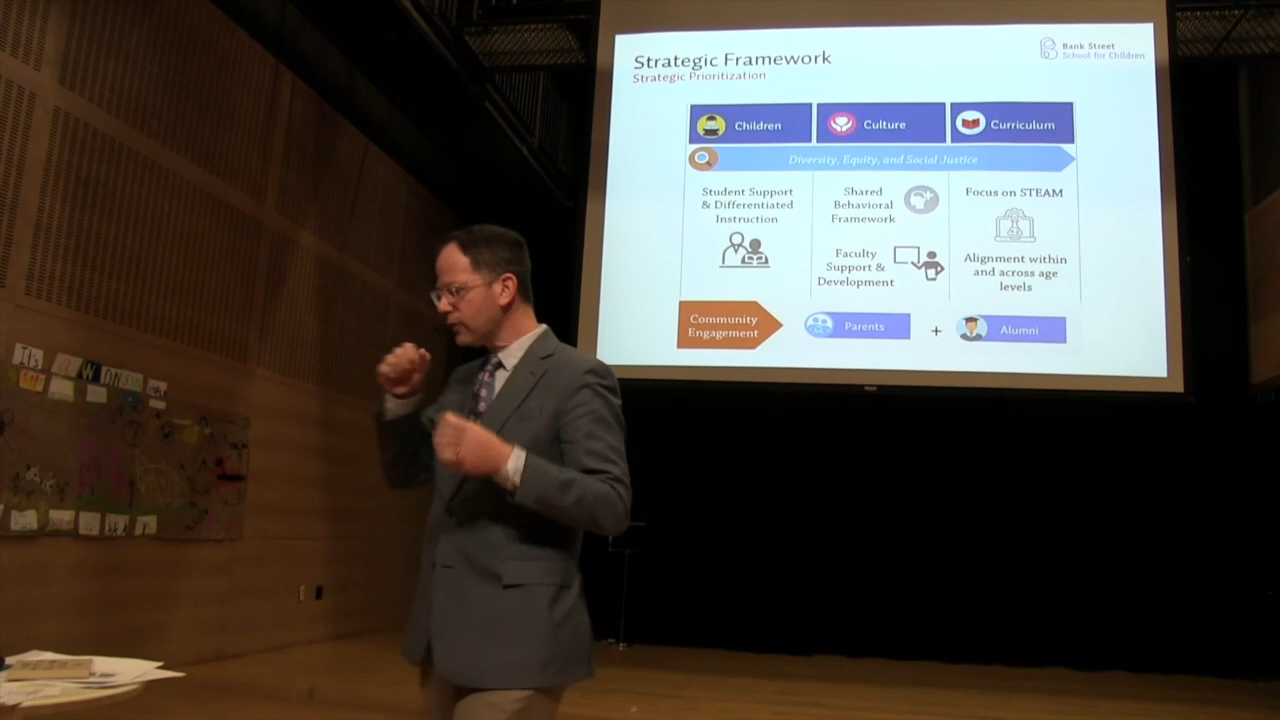 Strategic Framework
Strategic Prioritization
Bank Street
School for Children
Children
Culture
Curriculum
Diversity, Equity, and Social Justice
Student Support
& Differentiated
Instruction
Shared
Behavioral
Framework
Faculty
Support &
Development
Focus on STEAM
Alignment within
and across age
levels
Community
Engagement
Parents
+
Alumni
It's
a